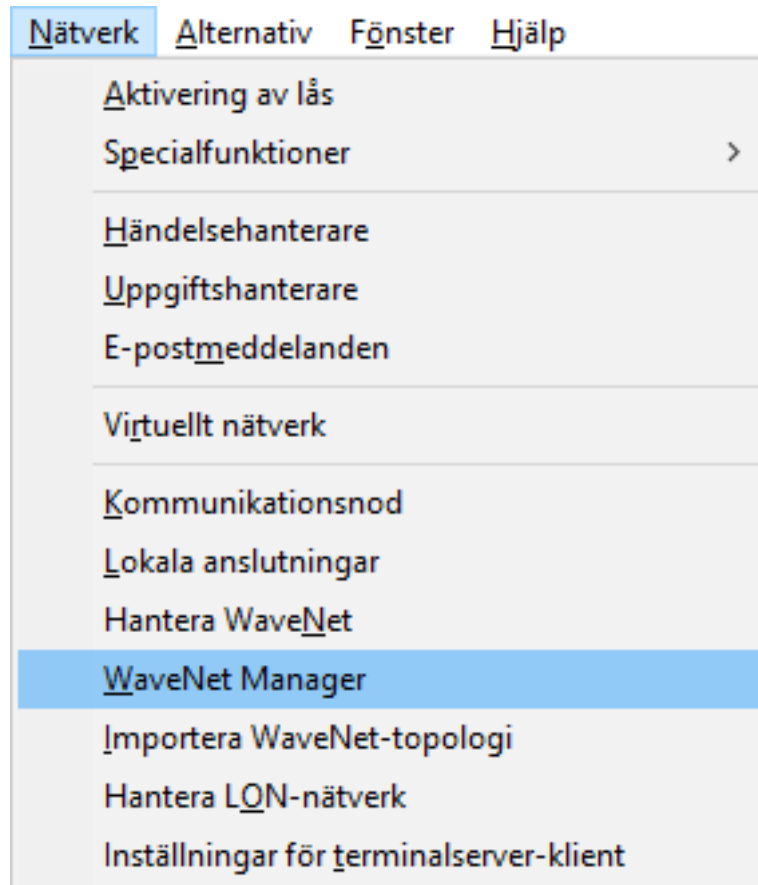 Nätverk Alternativ Fönster Hjälp
Aktivering av lås
Specialfunktioner
Händelsehanterare
Uppgiftshanterare
E-postmeddelanden
Virtuellt nätverk
Kommunikationsnod
Lokala anslutningar
Hantera WaveNet
WaveNet Manager
Importera WaveNet-topologi
Hantera LON-nätverk
Inställningar för terminalserver-klient